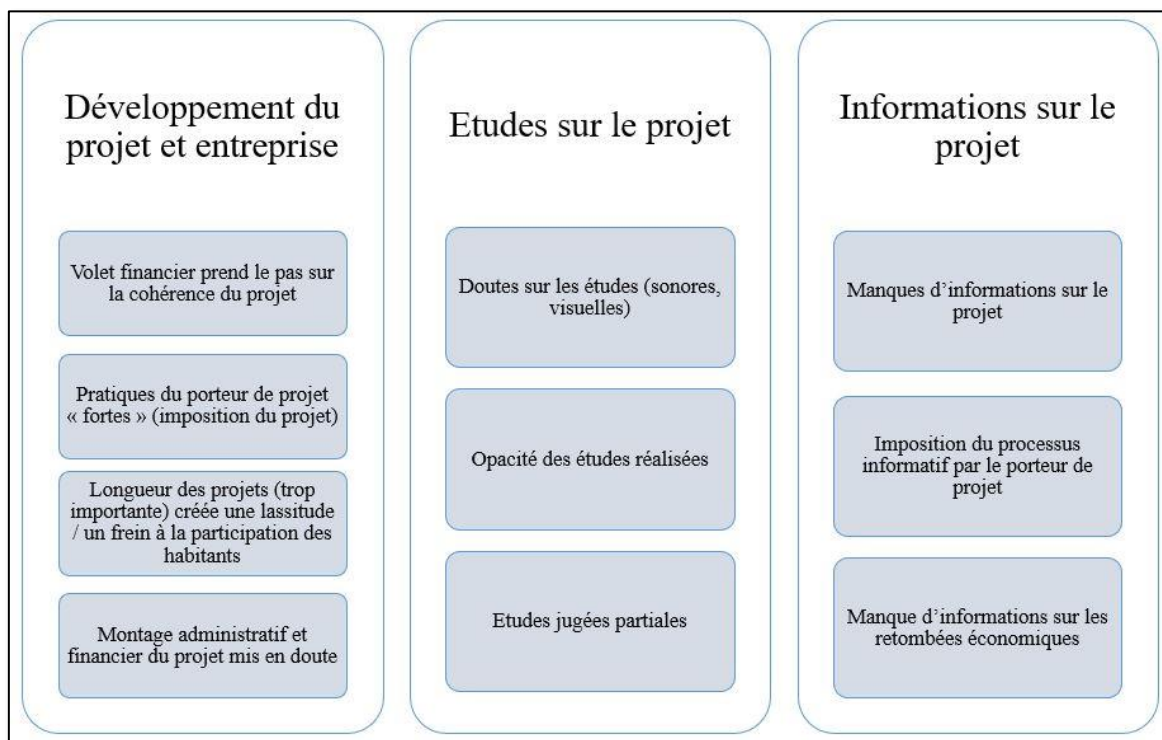 Développement du
projet et entreprise
Volet financier prend le pas sur
la cohérence du projet
Pratiques du porteur de projet
« fortes » (imposition du projet)
Longueur des projets (trop
importante) créée une lassitude
/ un frein à la participation des
habitants
Montage administratif et
financier du projet mis en doute
Etudes sur le projet
Doutes sur les études (sonores,
visuelles)
Opacité des études réalisées
Etudes jugées partiales
Informations sur le
projet
Manques d’informations sur le
projet
Imposition du processus
informatif par le porteur de
projet
Manque d’informations sur les
retombées économiques